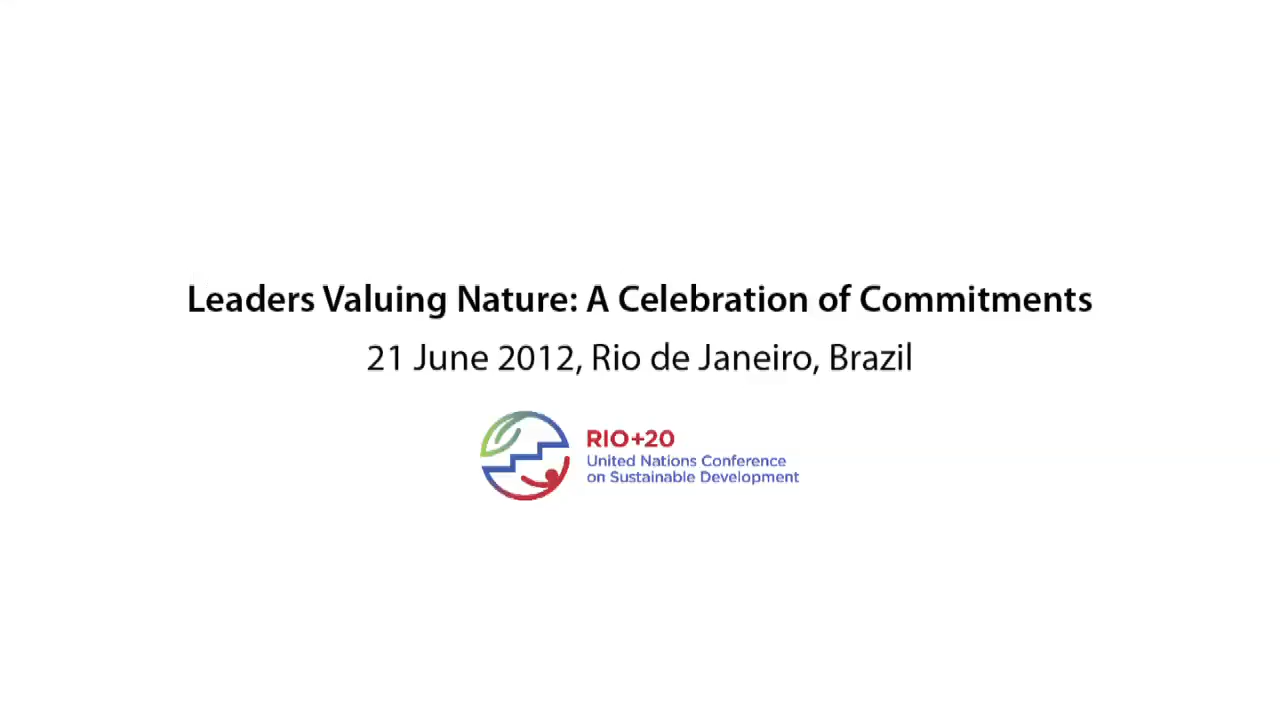 Leaders Valuing Nature: A Celebration of Commitments
21 June 2012, Rio de Janeiro, Brazil
RIO+20
United Nations Conference
on Sustainable Development